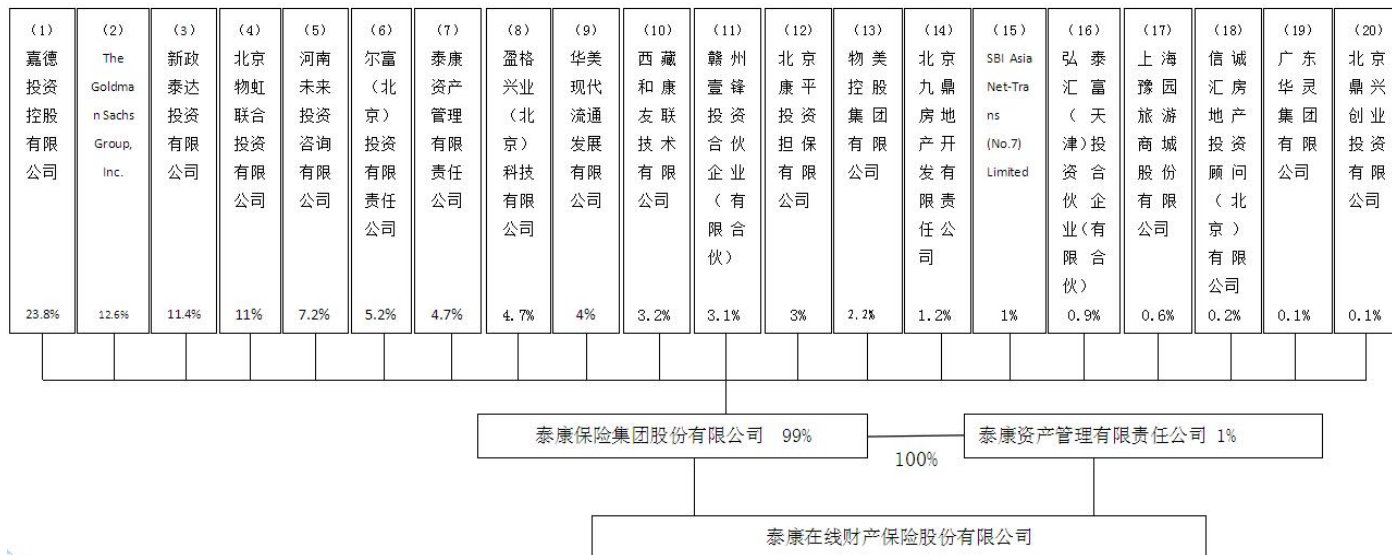 (1)
嘉德
投资
控股
有限
公司
23.8%
(2)
The
Goldma
n Sachs
Group,
Inc.
12.6%
(3)
新政
泰达
投资
有限
公司
11.4%
(4)
北京
物虹
联合
投资
有限
公司
11%
(5)
河南
未来
投资
咨询
有限
公司
7.2%
(6)
尔富
（北
京）
投资
有限
责任
公司
5.2%
(7)
泰康
资产
管理
有限
责任
公司
4.7%
(8)
盈格
兴业
（北
京）
科技
有限
公司
4.7%
(9)
华美
现代
流通
发展
有限
公司
4%
(10)
西藏
和康
友联
技术
有限
公司
3.2%
(11)
赣州
壹锋
投资
合伙
企业
（有
限合
伙）
3.1%
(12)
北京
康平
投资
担保
有限
公司
3%
(13)
物美
控股
集团
有限
公司
2.2%
(14)
北京
九鼎
房地
产开
发有
限责
任公
司
1.2%
(15)
SBI Asia
Net-Tra
ns
(No.7)
Limited
1%
(16)
弘泰
汇富
（天
津）投
资合
伙企
业（有
限合
伙）
0.9%
(17)
上海
豫园
旅游
商城
股份
有限
公司
0.6%
(18)
信诚
汇房
地产
投资
顾问
（北
京）
有限
公司
0.2%
(19)
广东
华灵
集团
有限
公司
0.1%
(20)
北京
鼎兴
创业
投资
有限
公司
0.1%
泰康保险集团股份有限公司 99%
100%
泰康资产管理有限责任公司 1%
泰康在线财产保险股份有限公司